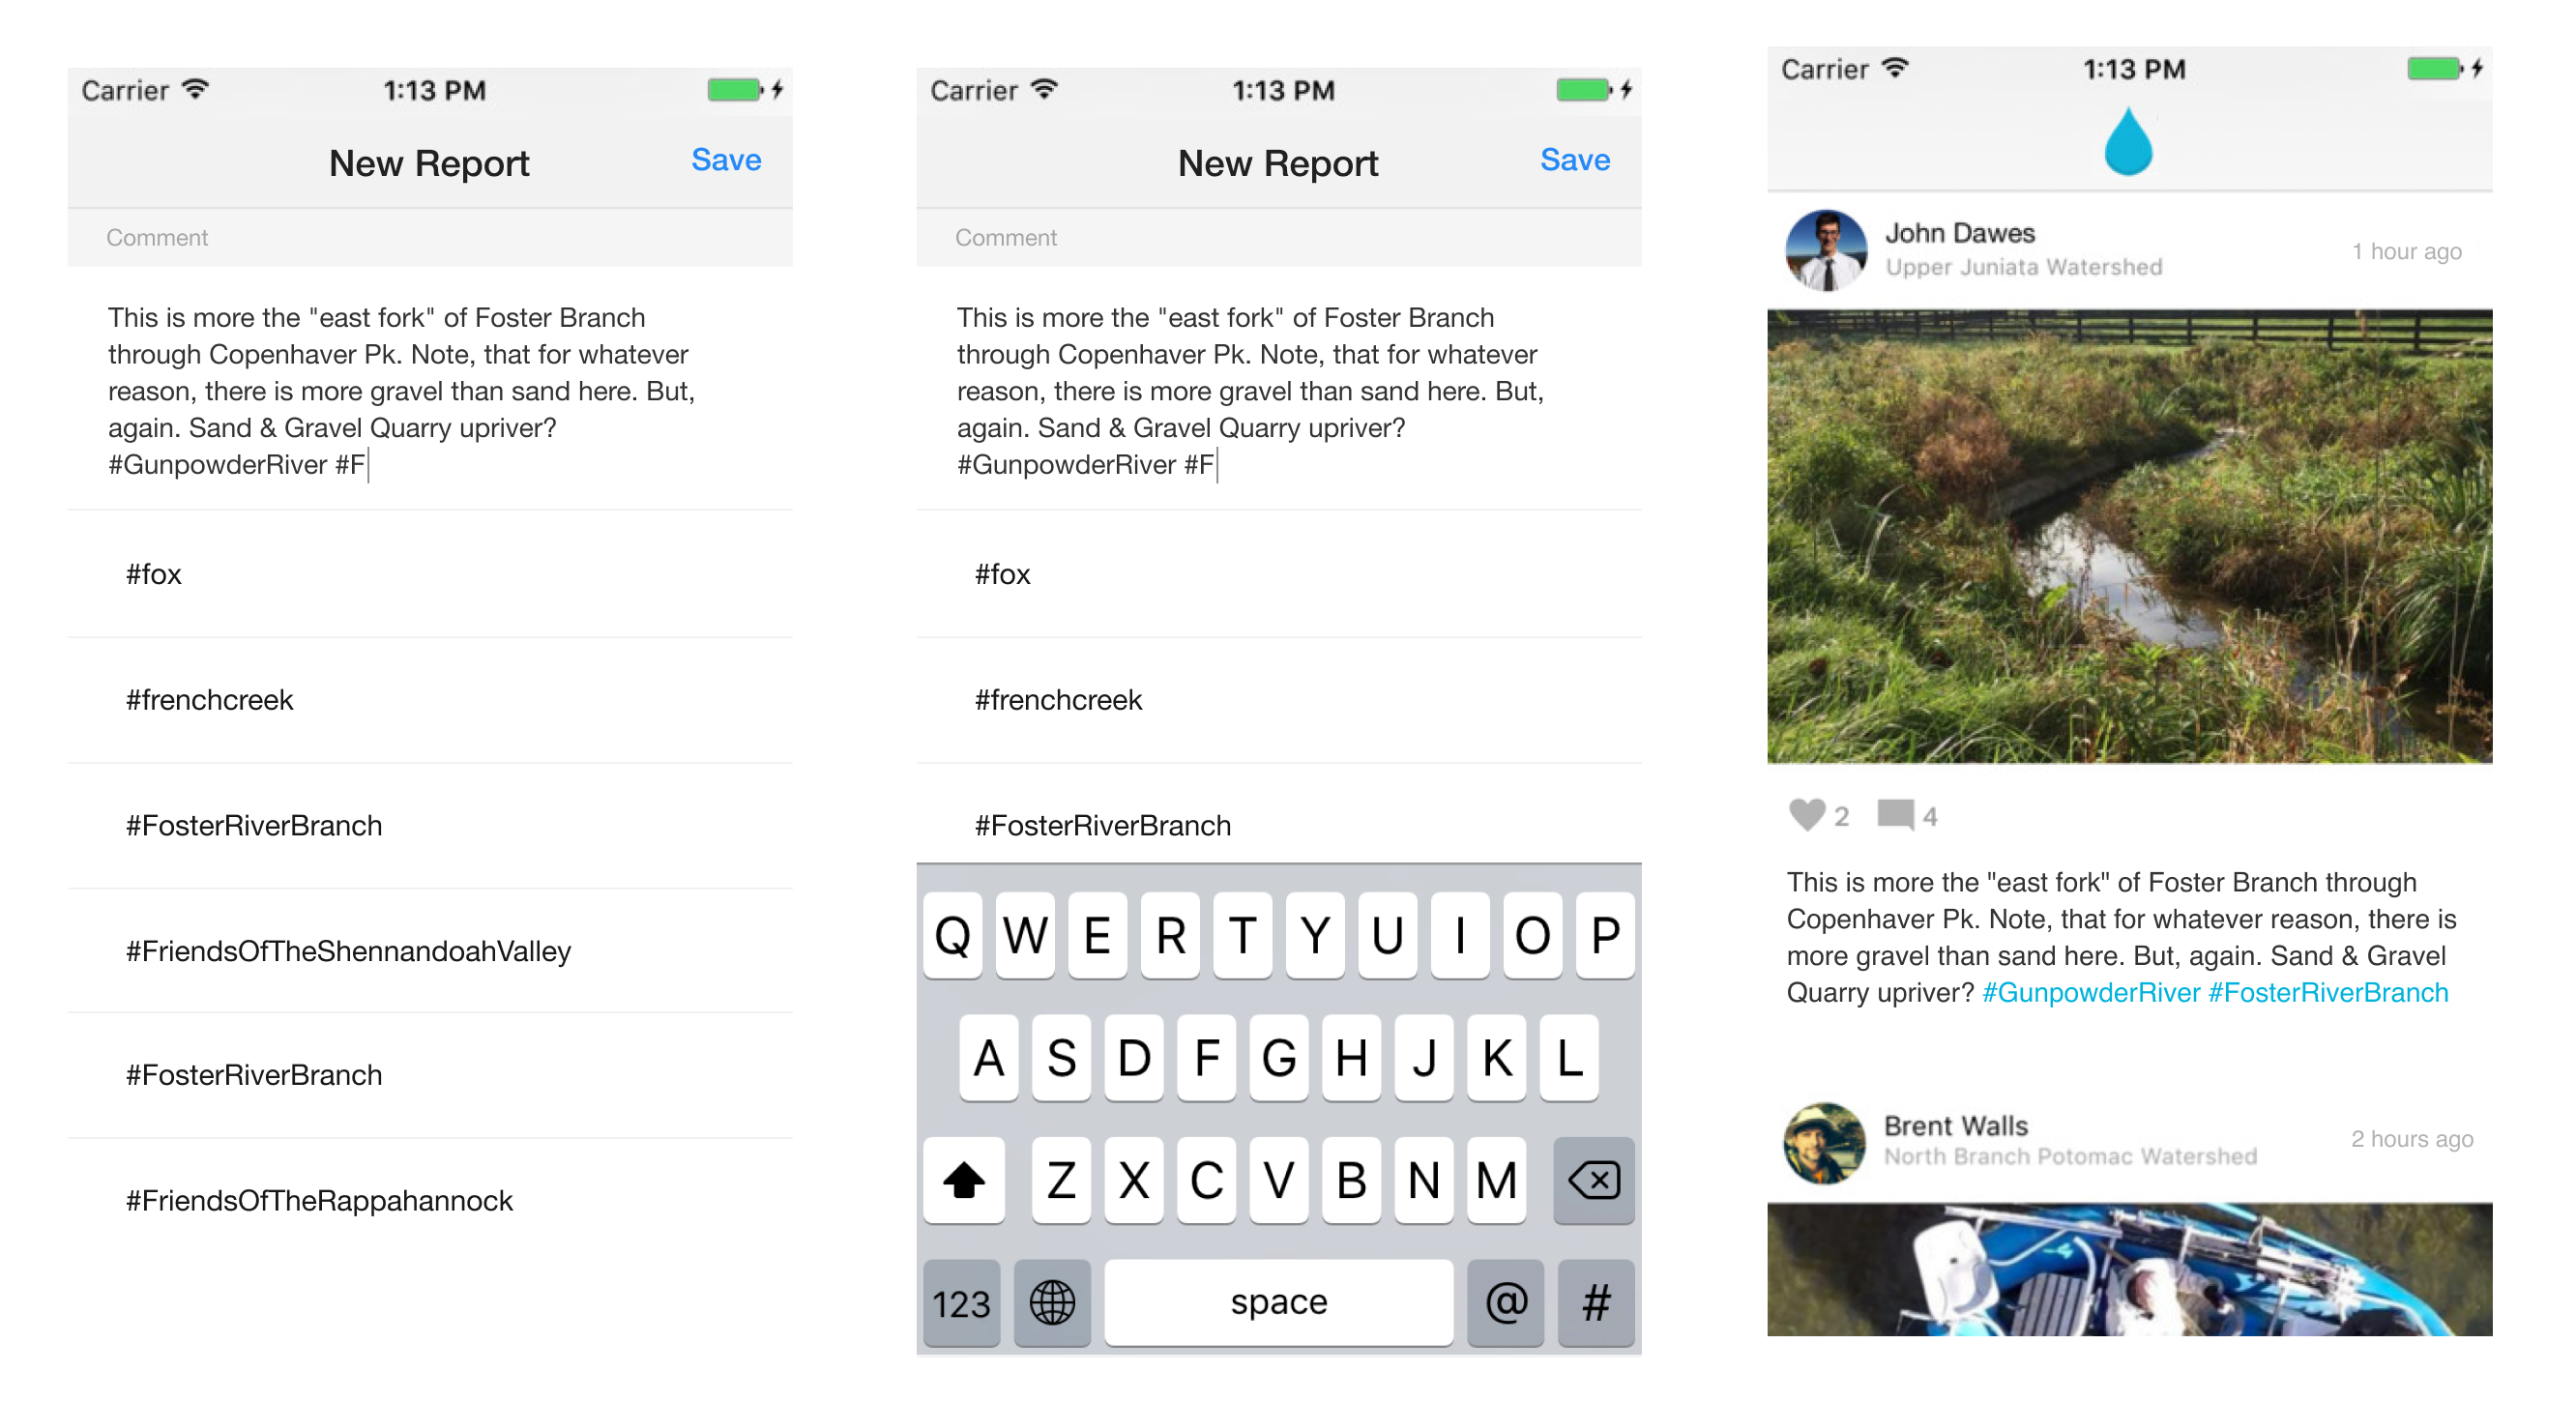 Carrier 1:13 PM
New Report Save
Comment
This is more the "east fork" of Foster Branch
through Copenhaver Pk. Note, that for whatever
reason, there is more gravel than sand here. But,
again. Sand & Gravel Quarry upriver?
#GunpowderRiver #F
#fox
#frenchcreek
#FosterRiverBranch
#FriendsOfTheShennandoahValley
#FosterRiverBranch
#FriendsOfTheRappahannock
Carrier 1:13 PM
New Report Save
Comment
This is more the "east fork" of Foster Branch
through Copenhaver Pk. Note, that for whatever
reason, there is more gravel than sand here. But,
again. Sand & Gravel Quarry upriver?
#GunpowderRiver #F
#fox
#frenchcreek
#FosterRiverBranch
Q W E R T Y U I O P
A S D F G H J K L
Z X C V B N M
123 space @ #
Carrier 1:13 PM
John Dawes
Upper Juniata Watershed 1 hour ago
2 4
This is more the "east fork" of Foster Branch through
Copenhaver Pk. Note, that for whatever reason, there is
more gravel than sand here. But, again. Sand & Gravel
Quarry upriver? #GunpowderRiver #FosterRiverBranch
Brent Walls
North Branch Potomac Watershed 2 hours ago